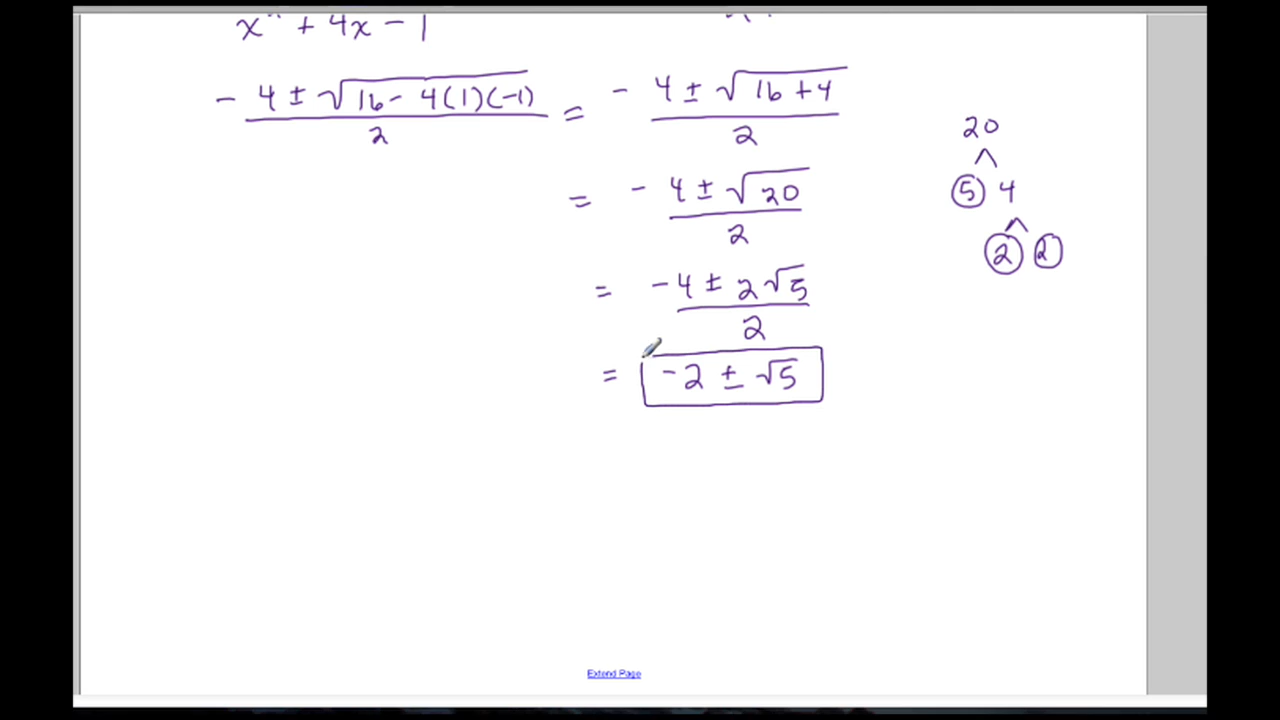 x² + 4x - 1
- 4 ± √16 - 4(1)(-1) / 2 = - 4 ± √16 + 4 / 2
= - 4 ± √20 / 2
= -4 ± 2√5 / 2
= -2 ± √5
20
5 4
2 2
Extend Page